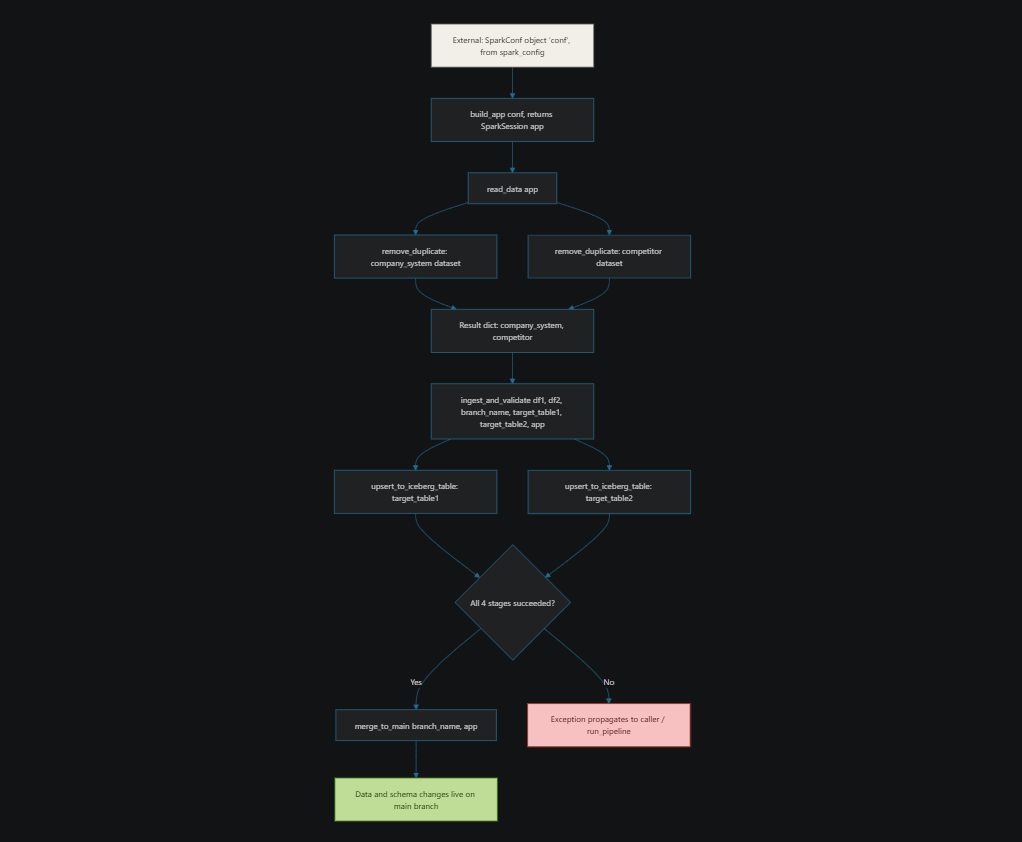 External: SparkConf object 'conf',
from spark_config
build_app conf, returns
SparkSession app
read_data app
remove_duplicate:
company_system dataset
remove_duplicate: competitor
dataset
Result dict: company_system,
competitor
ingest_and_validate df1, df2,
branch_name, target_table1,
target_table2, app
upsert_to_iceberg_table:
target_table1
upsert_to_iceberg_table:
target_table2
All 4 stages succeeded?
Yes
No
merge_to_main branch_name, app
Exception propagates to caller /
run_pipeline
Data and schema changes live on
main branch